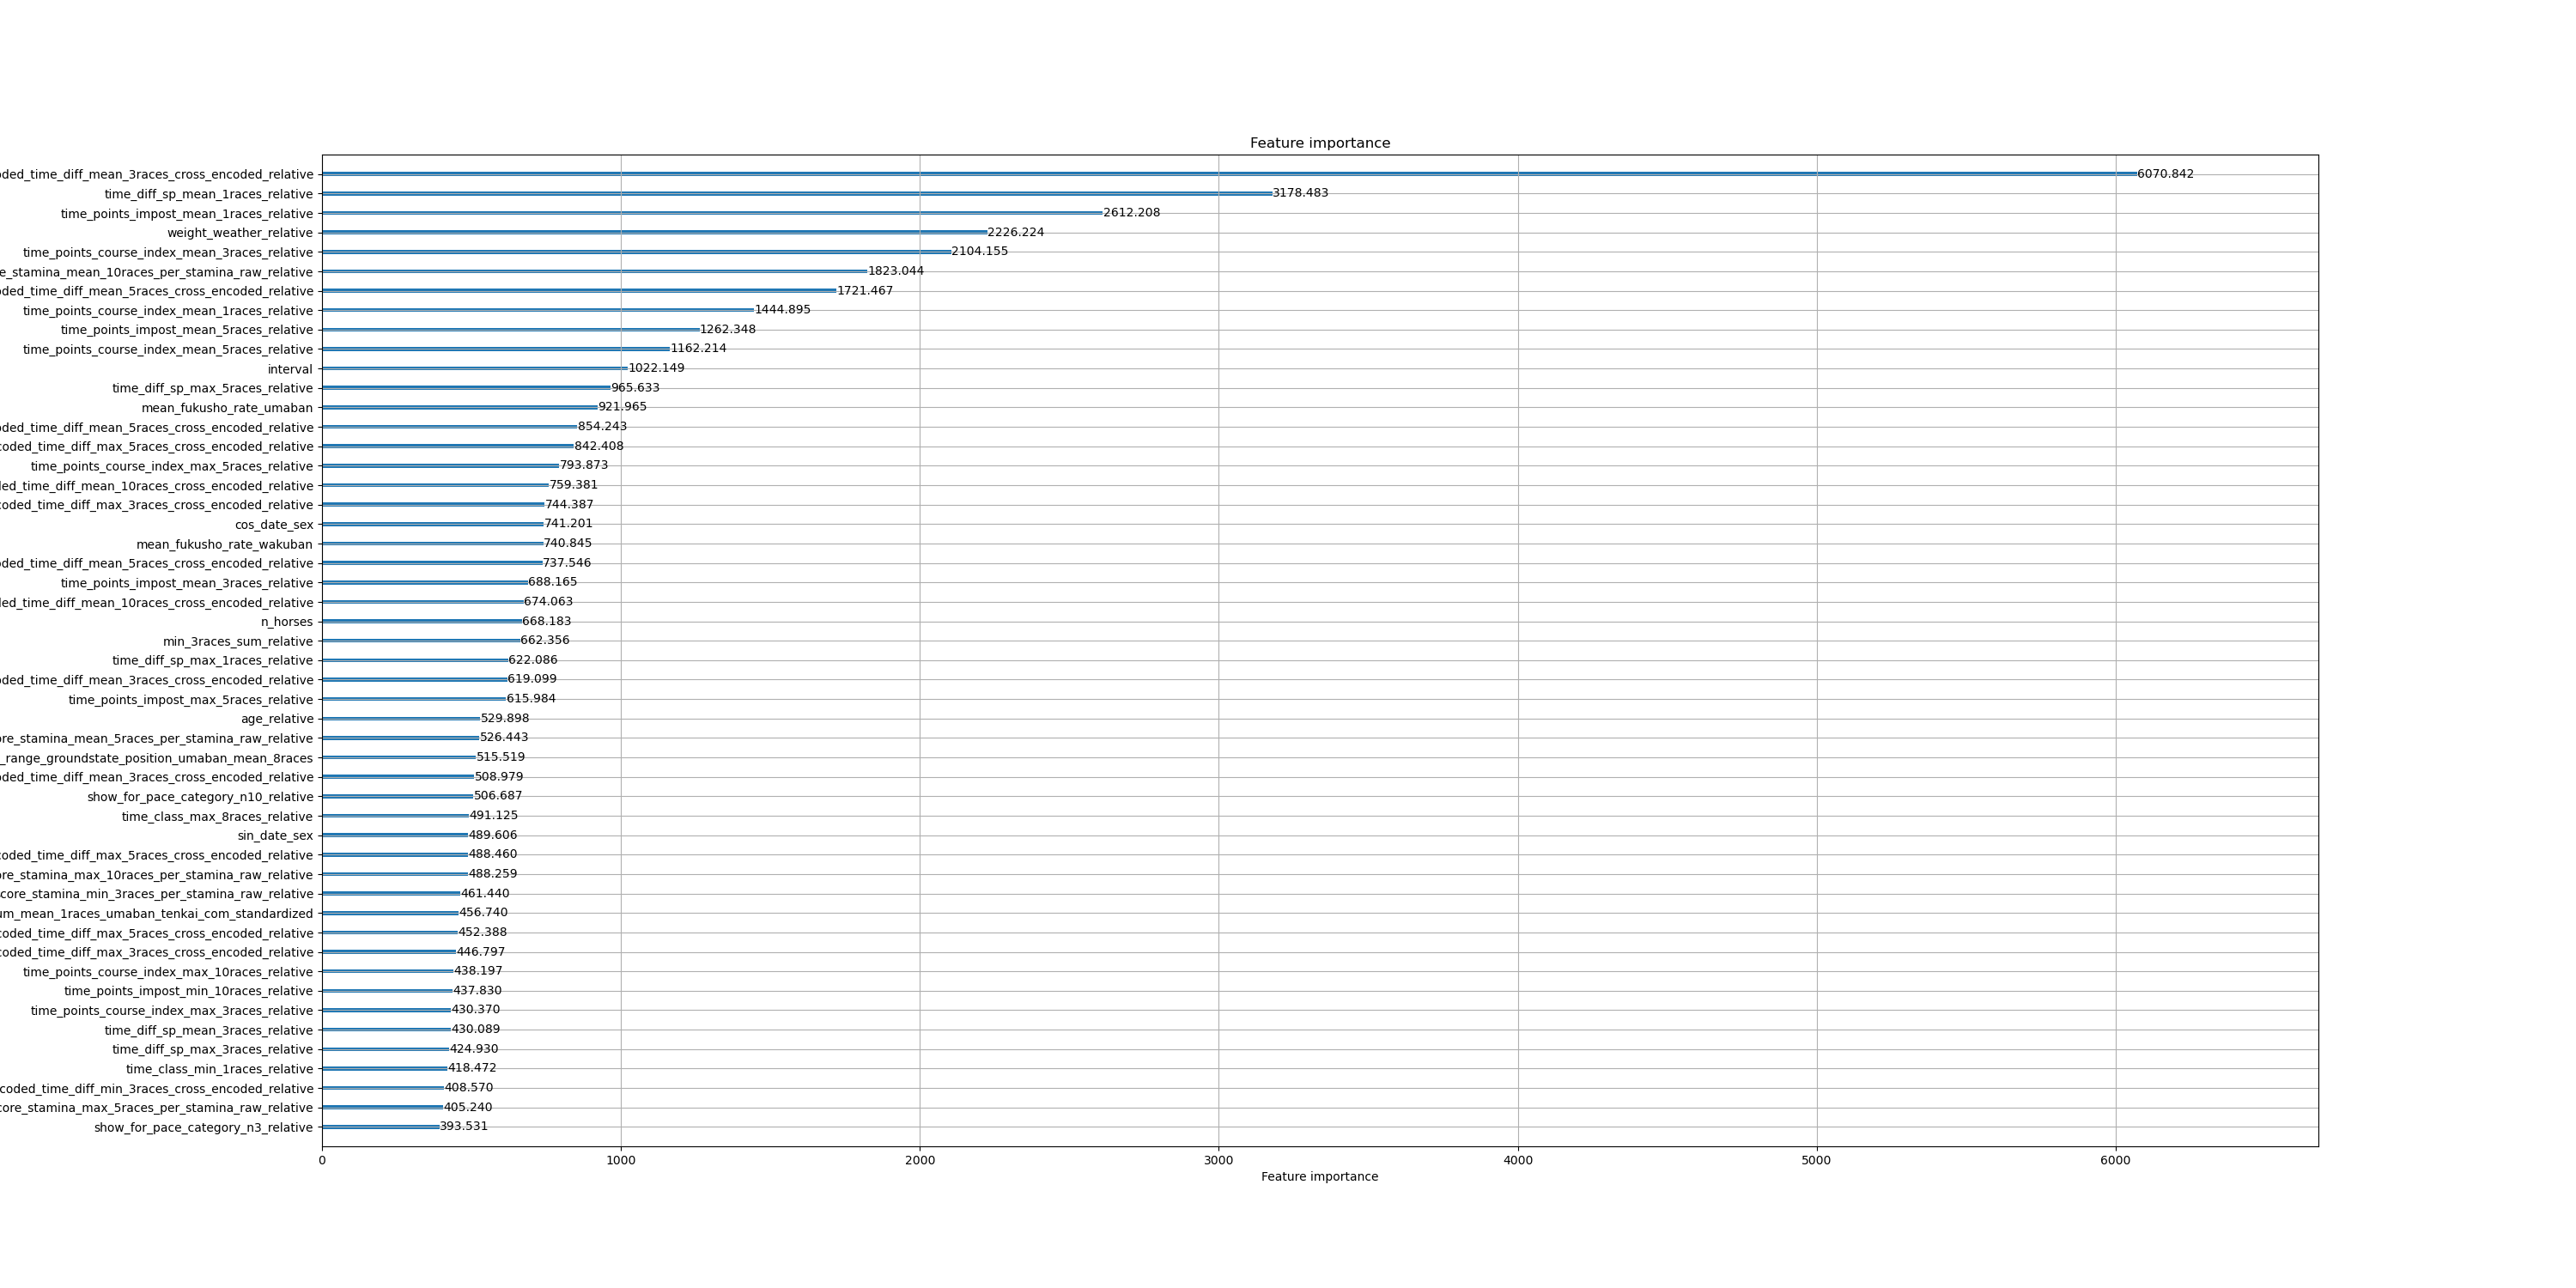 Feature importance
ded_time_diff_mean_3races_cross_encoded_relative 6070.842
time_diff_sp_mean_1races_relative 3178.483
time_points_impost_mean_1races_relative 2612.208
weight_weather_relative 2226.224
time_points_course_index_mean_3races_relative 2104.155
e_stamina_mean_10races_per_stamina_raw_relative 1823.044
ded_time_diff_mean_5races_cross_encoded_relative 1721.467
time_points_course_index_mean_1races_relative 1444.895
time_points_impost_mean_5races_relative 1262.348
time_points_course_index_mean_5races_relative 1162.214
interval 1022.149
time_diff_sp_max_5races_relative 965.633
mean_fukusho_rate_umaban 921.965
ded_time_diff_mean_5races_cross_encoded_relative 854.243
coded_time_diff_max_5races_cross_encoded_relative 842.408
time_points_course_index_max_5races_relative 793.873
led_time_diff_mean_10races_cross_encoded_relative 759.381
coded_time_diff_max_3races_cross_encoded_relative 744.387
cos_date_sex 741.201
mean_fukusho_rate_wakuban 740.845
ded_time_diff_mean_5races_cross_encoded_relative 737.546
time_points_impost_mean_3races_relative 688.165
led_time_diff_mean_10races_cross_encoded_relative 674.063
n_horses 668.183
min_3races_sum_relative 662.356
time_diff_sp_max_1races_relative 622.086
ded_time_diff_mean_3races_cross_encoded_relative 619.099
time_points_impost_max_5races_relative 615.984
age_relative 529.898
re_stamina_mean_5races_per_stamina_raw_relative 526.443
_range_groundstate_position_umaban_mean_8races 515.519
ded_time_diff_mean_3races_cross_encoded_relative 508.979
show_for_pace_category_n10_relative 506.687
time_class_max_8races_relative 491.125
sin_date_sex 489.606
coded_time_diff_max_5races_cross_encoded_relative 488.460
re_stamina_max_10races_per_stamina_raw_relative 488.259
core_stamina_min_3races_per_stamina_raw_relative 461.440
um_mean_1races_umaban_tenkai_com_standardized 456.740
coded_time_diff_max_5races_cross_encoded_relative 452.388
coded_time_diff_max_3races_cross_encoded_relative 446.797
time_points_course_index_max_10races_relative 438.197
time_points_impost_min_10races_relative 437.830
time_points_course_index_max_3races_relative 430.370
time_diff_sp_mean_3races_relative 430.089
time_diff_sp_max_3races_relative 424.930
time_class_min_1races_relative 418.472
coded_time_diff_min_3races_cross_encoded_relative 408.570
core_stamina_max_5races_per_stamina_raw_relative 405.240
show_for_pace_category_n3_relative 393.531
0 1000 2000 3000 4000 5000 6000
Feature importance